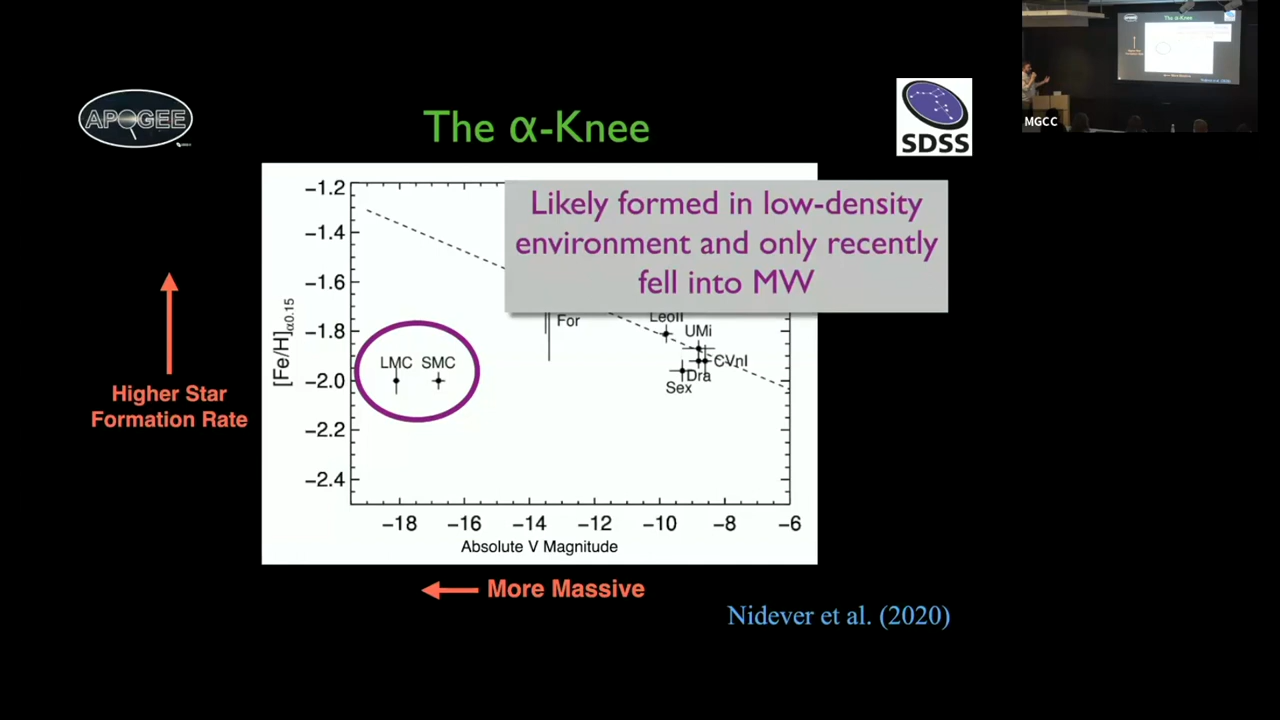 APOGEE
The α-Knee
SDSS
MGCC
Likely formed in low-density
environment and only recently
fell into MW
−1.2
−1.4
−1.6
−1.8
−2.0
−2.2
−2.4
[Fe/H]α0.15
LMC SMC
For
LeoII
UMi
CVnI
Dra
Sex
−18 −16 −14 −12 −10 −8 −6
Absolute V Magnitude
Higher Star
Formation Rate
More Massive
Nidever et al. (2020)
The α-Knee